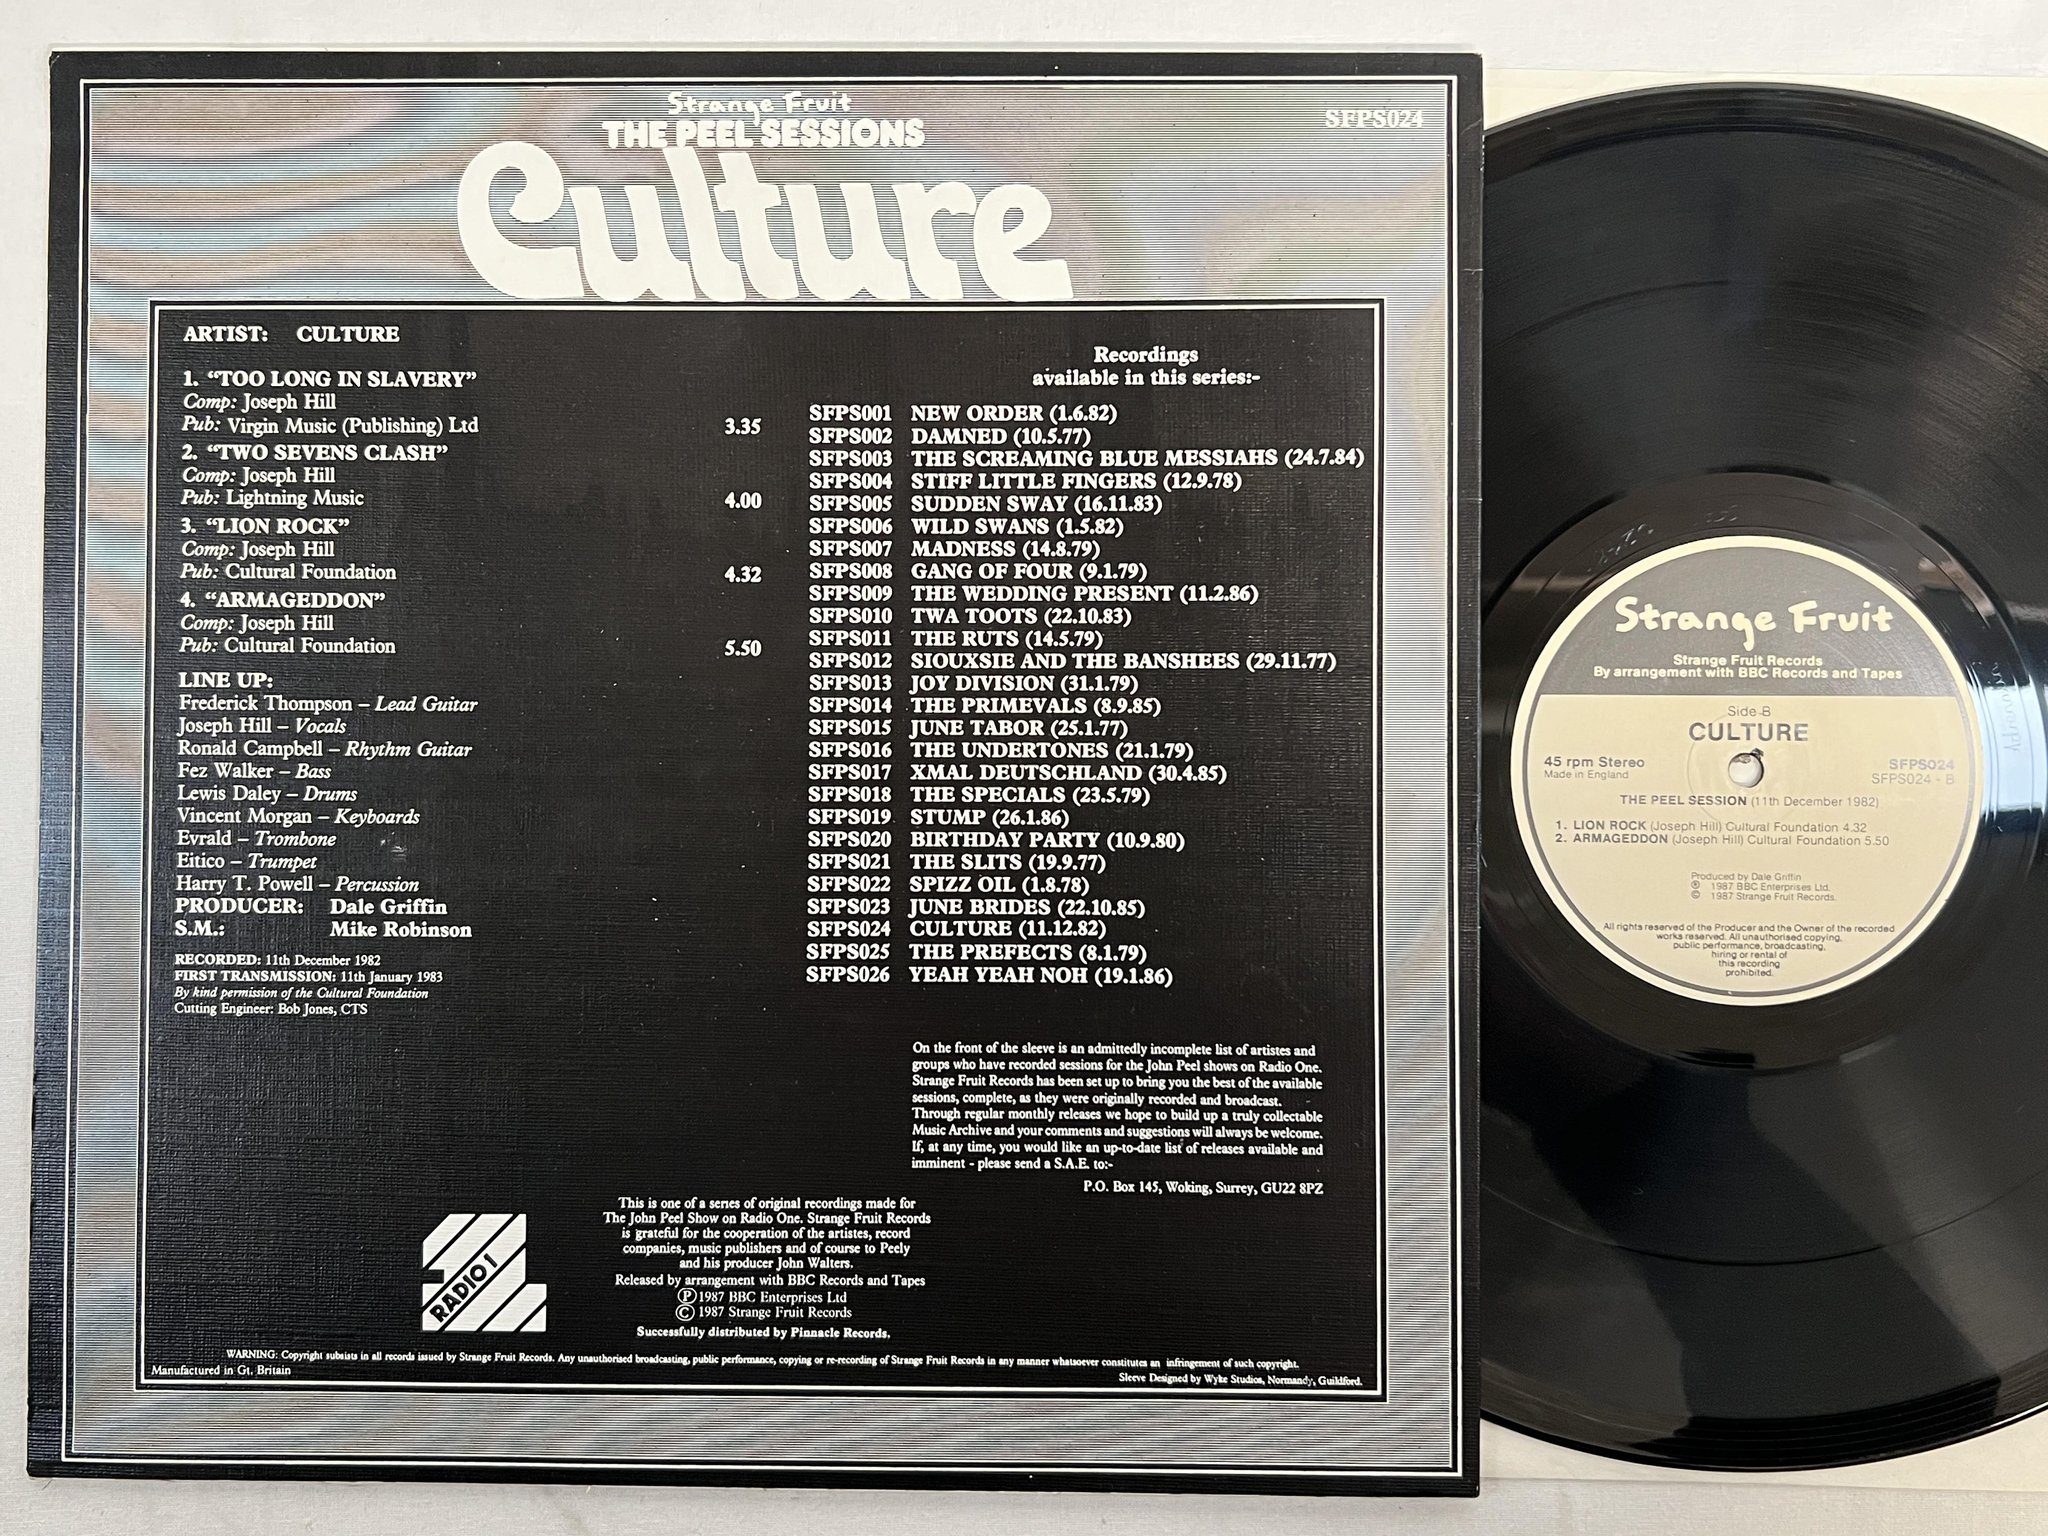 Strange Fruit
THE PEEL SESSIONS
SFPS024
Culture
ARTIST: CULTURE
1. “TOO LONG IN SLAVERY”
Comp: Joseph Hill
Pub: Virgin Music (Publishing) Ltd 3.35
2. “TWO SEVENS CLASH”
Comp: Joseph Hill
Pub: Lightning Music 4.00
3. “LION ROCK”
Comp: Joseph Hill
Pub: Cultural Foundation 4.32
4. “ARMAGEDDON”
Comp: Joseph Hill
Pub: Cultural Foundation 5.50
LINE UP:
Frederick Thompson – Lead Guitar
Joseph Hill – Vocals
Ronald Campbell – Rhythm Guitar
Fez Walker – Bass
Lewis Daley – Drums
Vincent Morgan – Keyboards
Evrald – Trombone
Eitico – Trumpet
Harry T. Powell – Percussion
PRODUCER: Dale Griffin
S.M.: Mike Robinson
RECORDED: 11th December 1982
FIRST TRANSMISSION: 11th January 1983
By kind permission of the Cultural Foundation
Cutting Engineer: Bob Jones, CTS
Recordings
available in this series:-
SFPS001 NEW ORDER (1.6.82)
SFPS002 DAMNED (10.5.77)
SFPS003 THE SCREAMING BLUE MESSIAHS (24.7.84)
SFPS004 STIFF LITTLE FINGERS (12.9.78)
SFPS005 SUDDEN SWAY (16.11.83)
SFPS006 WILD SWANS (1.5.82)
SFPS007 MADNESS (14.8.79)
SFPS008 GANG OF FOUR (9.1.79)
SFPS009 THE WEDDING PRESENT (11.2.86)
SFPS010 TWA TOOTS (22.10.83)
SFPS011 THE RUTS (14.5.79)
SFPS012 SIOUXSIE AND THE BANSHEES (29.11.77)
SFPS013 JOY DIVISION (31.1.79)
SFPS014 THE PRIMEVALS (8.9.85)
SFPS015 JUNE TABOR (25.1.77)
SFPS016 THE UNDERTONES (21.1.79)
SFPS017 XMAL DEUTSCHLAND (30.4.85)
SFPS018 THE SPECIALS (23.5.79)
SFPS019 STUMP (26.1.86)
SFPS020 BIRTHDAY PARTY (10.9.80)
SFPS021 THE SLITS (19.9.77)
SFPS022 SPIZZ OIL (1.8.78)
SFPS023 JUNE BRIDES (22.10.85)
SFPS024 CULTURE (11.12.82)
SFPS025 THE PREFECTS (8.1.79)
SFPS026 YEAH YEAH NOH (19.1.86)
On the front of the sleeve is an admittedly incomplete list of artistes and
groups who have recorded sessions for the John Peel shows on Radio One.
Strange Fruit Records has been set up to bring you the best of the available
sessions, complete, as they were originally recorded and broadcast.
Through regular monthly releases we hope to build up a truly collectable
Music Archive and your comments and suggestions will always be welcome.
If, at any time, you would like an up-to-date list of releases available and
imminent - please send a S.A.E. to:-
P.O. Box 145, Woking, Surrey, GU22 8PZ
RADIO 1
This is one of a series of original recordings made for
The John Peel Show on Radio One. Strange Fruit Records
is grateful for the cooperation of the artistes, record
companies, music publishers and of course to Peely
and his producer John Walters.
Released by arrangement with BBC Records and Tapes
Ⓟ 1987 BBC Enterprises Ltd
© 1987 Strange Fruit Records
Successfully distributed by Pinnacle Records.
WARNING: Copyright subsists in all records issued by Strange Fruit Records. Any unauthorised broadcasting, public performance, copying or re-recording of Strange Fruit Records in any manner whatsoever constitutes an infringement of such copyright.
Manufactured in Gt. Britain
Sleeve Designed by Wyke Studios, Normandy, Guildford.
Strange Fruit
Strange Fruit Records
By arrangement with BBC Records and Tapes
Side B
CULTURE
45 rpm Stereo
Made in England
SFPS024
SFPS024 - B
THE PEEL SESSION (11th December 1982)
1. LION ROCK (Joseph Hill) Cultural Foundation 4.32
2. ARMAGEDDON (Joseph Hill) Cultural Foundation 5.50
Produced by Dale Griffin
Ⓟ 1987 BBC Enterprises Ltd.
© 1987 Strange Fruit Records.
All rights reserved of the Producer and the Owner of the recorded
works reserved. All unauthorised copying,
public performance, broadcasting,
hiring or rental of
this recording
prohibited.